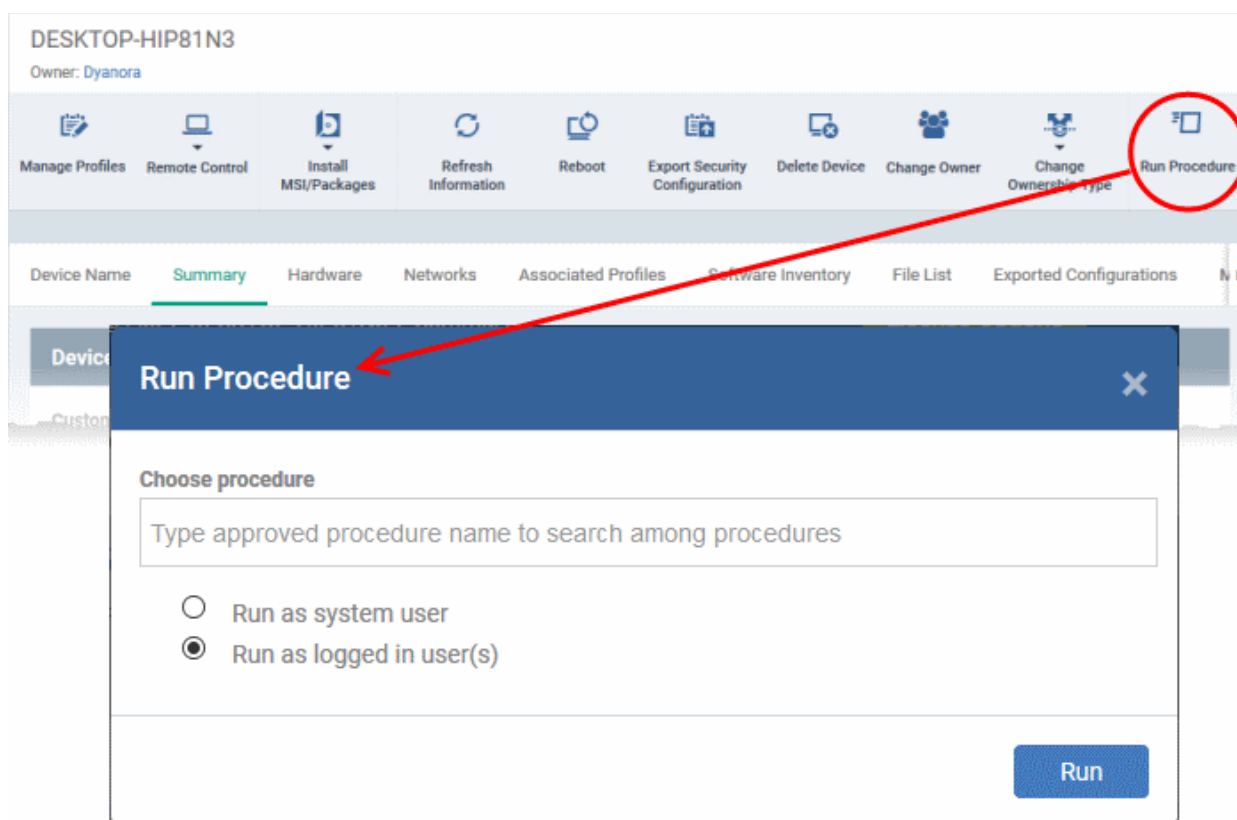 DESKTOP-HIP81N3
Owner: Dyanora
Manage Profiles
Remote Control
Install
MSI/Packages
Refresh
Information
Reboot
Export Security
Configuration
Delete Device
Change Owner
Change
Ownership Type
Run Procedure
Device Name Summary Hardware Networks Associated Profiles Software Inventory File List Exported Configurations
Device
Custom
Run Procedure
Choose procedure
Type approved procedure name to search among procedures
Run as system user
Run as logged in user(s)
Run